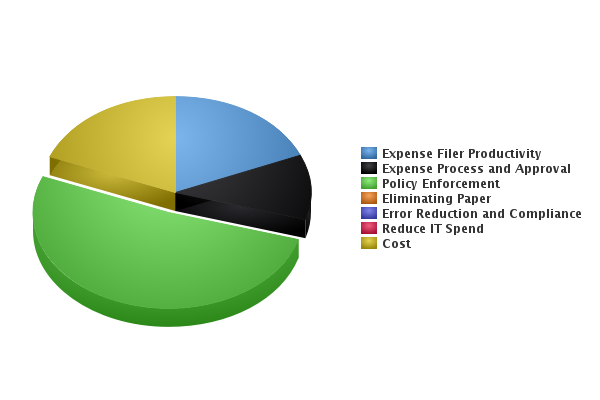 Expense Filer Productivity
Expense Process and Approval
Policy Enforcement
Eliminating Paper
Error Reduction and Compliance
Reduce IT Spend
Cost